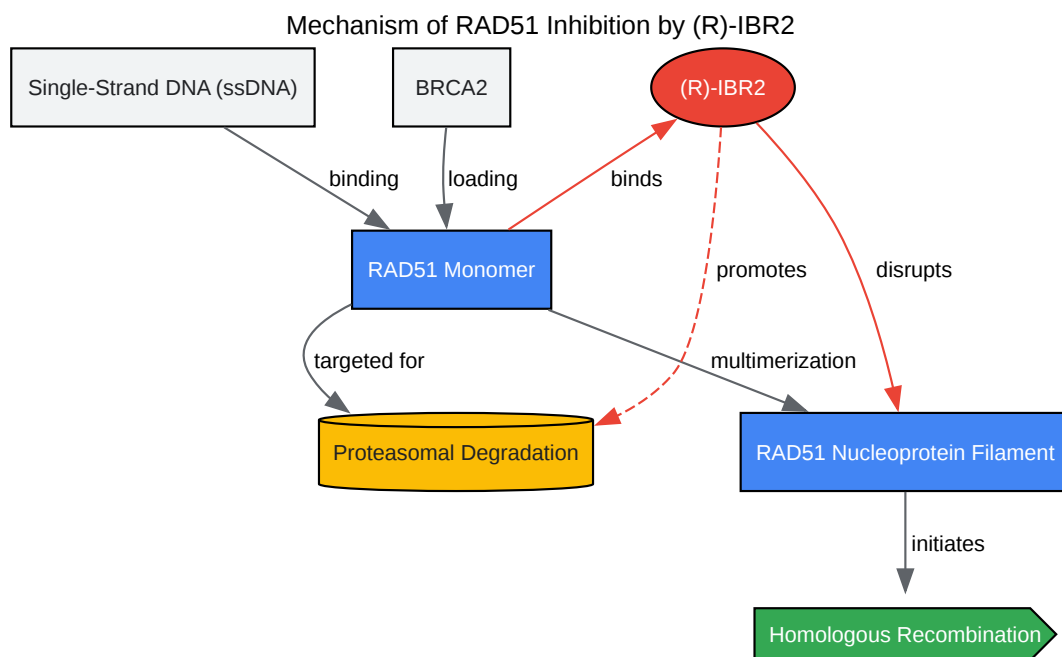 Mechanism of RAD51 Inhibition by (R)-IBR2
Single-Strand DNA (ssDNA)
BRCA2
(R)-IBR2
binding
loading
binds
RAD51 Monomer
promotes
disrupts
targeted for
multimerization
Proteasomal Degradation
RAD51 Nucleoprotein Filament
initiates
Homologous Recombination